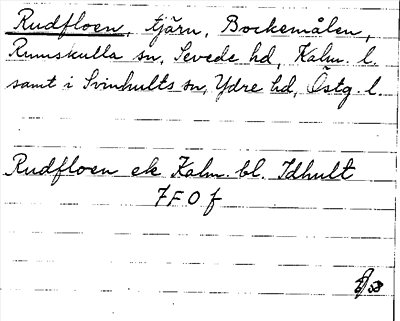 Rudfloen, tjärn, Bockemålen,
Rumskulla sn, Sevede hd, Kalm. l.
samt i Svinhults sn, Ydre hd, Östg. l.
Rudfloen ek Kalm. bl. Idhult
7 F O f